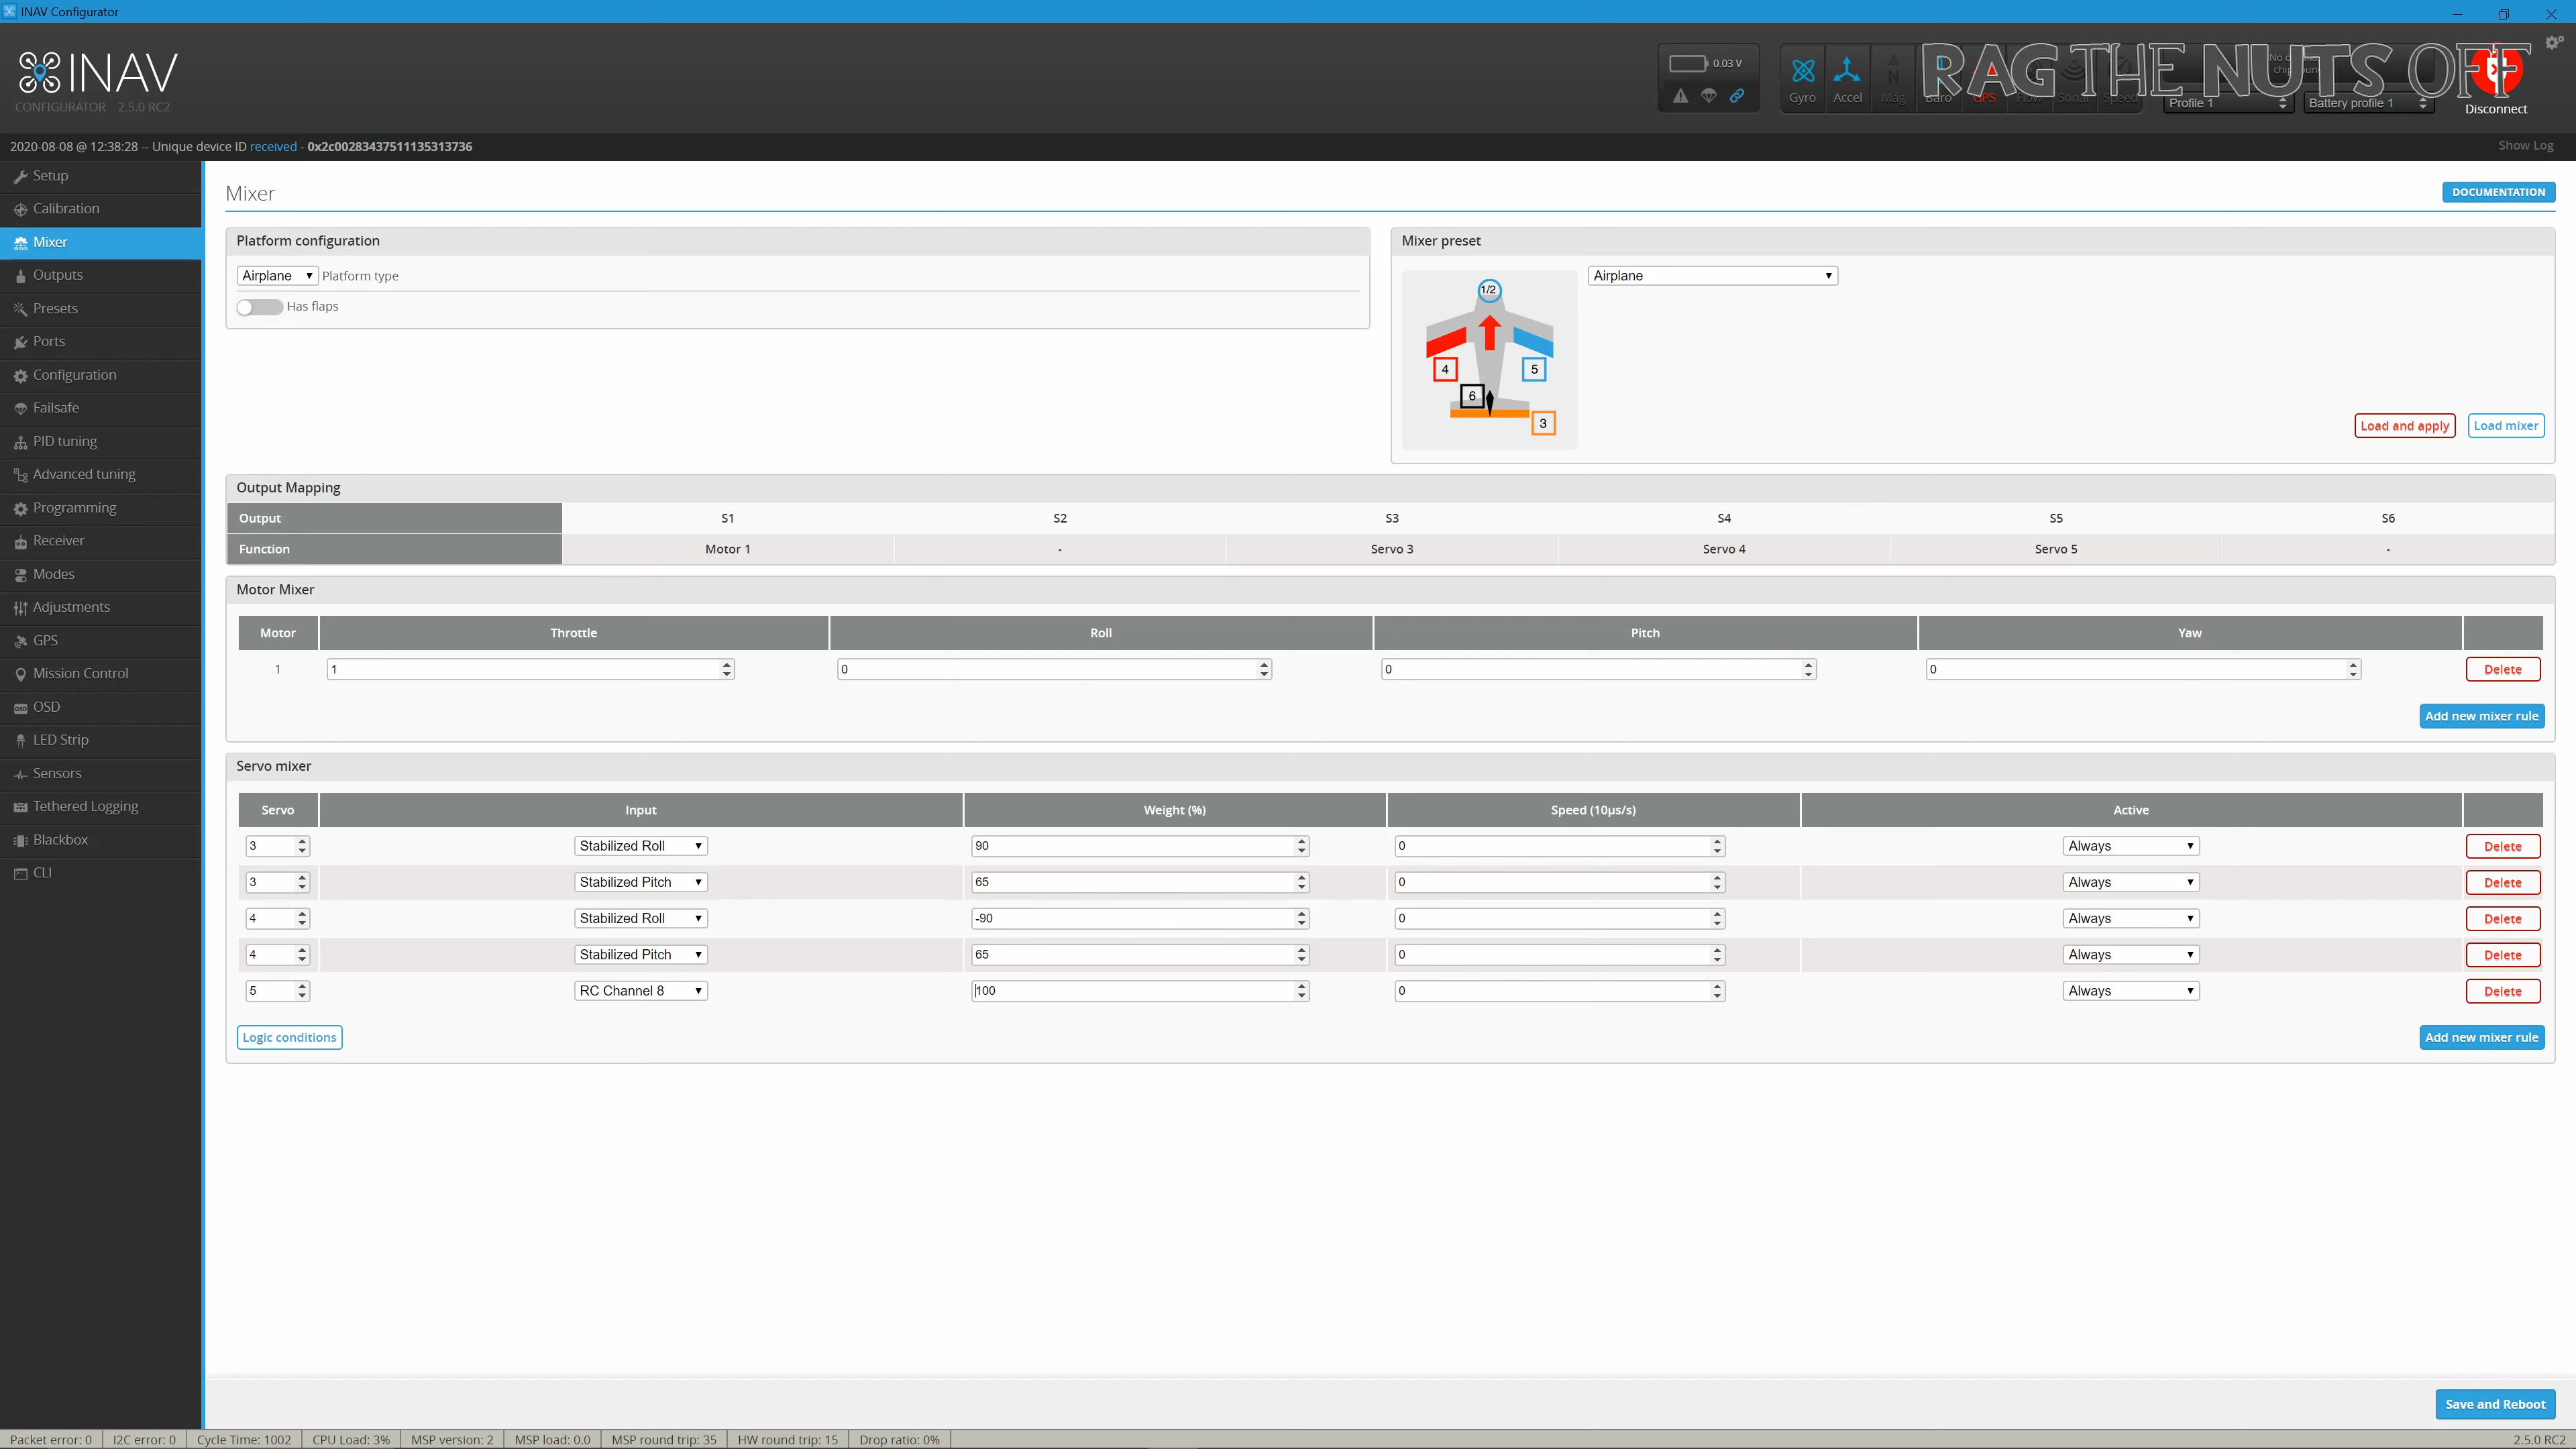 INAV Configurator
INAV
CONFIGURATOR 2.5.0 RC2
0.03 V
Gyro Accel Mag Baro GPS Flow Sonar Speed
RAG THE NUTS OFF
Profile 1 Battery profile 1
Disconnect
2020-08-08 @ 12:38:28 -- Unique device ID received - 0x2c00283437511135313736
Show Log
Setup
Calibration
Mixer
Outputs
Presets
Ports
Configuration
Failsafe
PID tuning
Advanced tuning
Programming
Receiver
Modes
Adjustments
GPS
Mission Control
OSD
LED Strip
Sensors
Tethered Logging
Blackbox
CLI
Mixer
DOCUMENTATION
Platform configuration
Airplane Platform type
Has flaps
Mixer preset
Airplane
1/2
4
5
6
3
Load and apply Load mixer
Output Mapping
Output S1 S2 S3 S4 S5 S6
Function Motor 1 - Servo 3 Servo 4 Servo 5 -
Motor Mixer
Motor Throttle Roll Pitch Yaw
1 1 0 0 0 Delete
Add new mixer rule
Servo mixer
Servo Input Weight (%) Speed (10µs/s) Active
3 Stabilized Roll 90 0 Always Delete
3 Stabilized Pitch 65 0 Always Delete
4 Stabilized Roll -90 0 Always Delete
4 Stabilized Pitch 65 0 Always Delete
5 RC Channel 8 100 0 Always Delete
Logic conditions Add new mixer rule
Save and Reboot
Packet error: 0 I2C error: 0 Cycle Time: 1002 CPU Load: 3% MSP version: 2 MSP load: 0.0 MSP round trip: 35 HW round trip: 15 Drop ratio: 0% 2.5.0 RC2